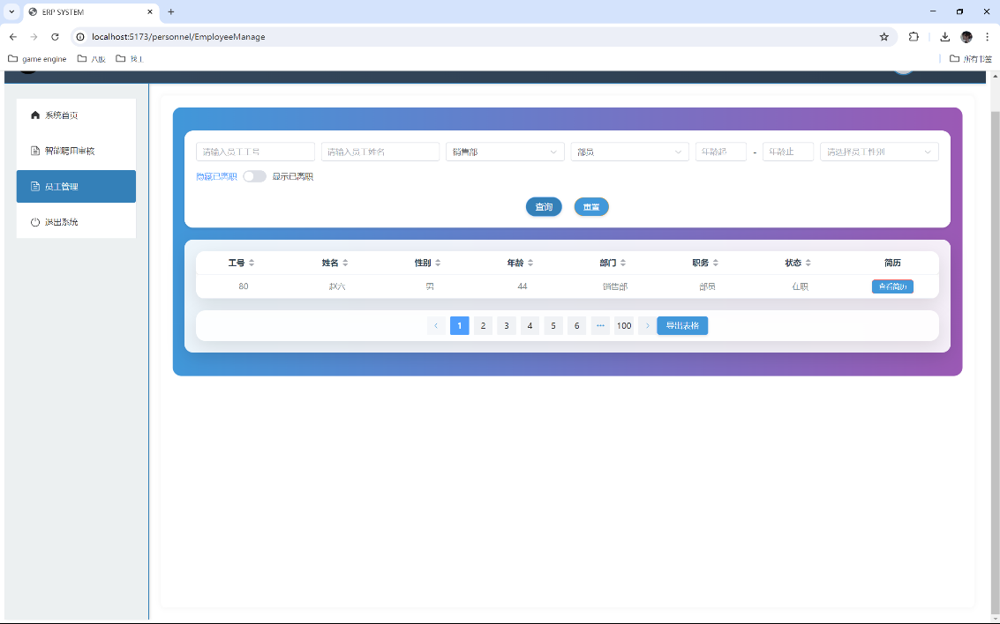 ERP SYSTEM
localhost:5173/personnel/EmployeeManage
game engine 八股 找工 所有书签
系统首页
智能聘用审核
员工管理
退出系统
请输入员工工号 请输入员工姓名 销售部 部员 年龄起 - 年龄止 请选择员工性别
隐藏已离职 显示已离职
查询 重置
工号 姓名 性别 年龄 部门 职务 状态 简历
80 赵六 男 44 销售部 部员 在职 查看简历
1 2 3 4 5 6 ••• 100 导出表格